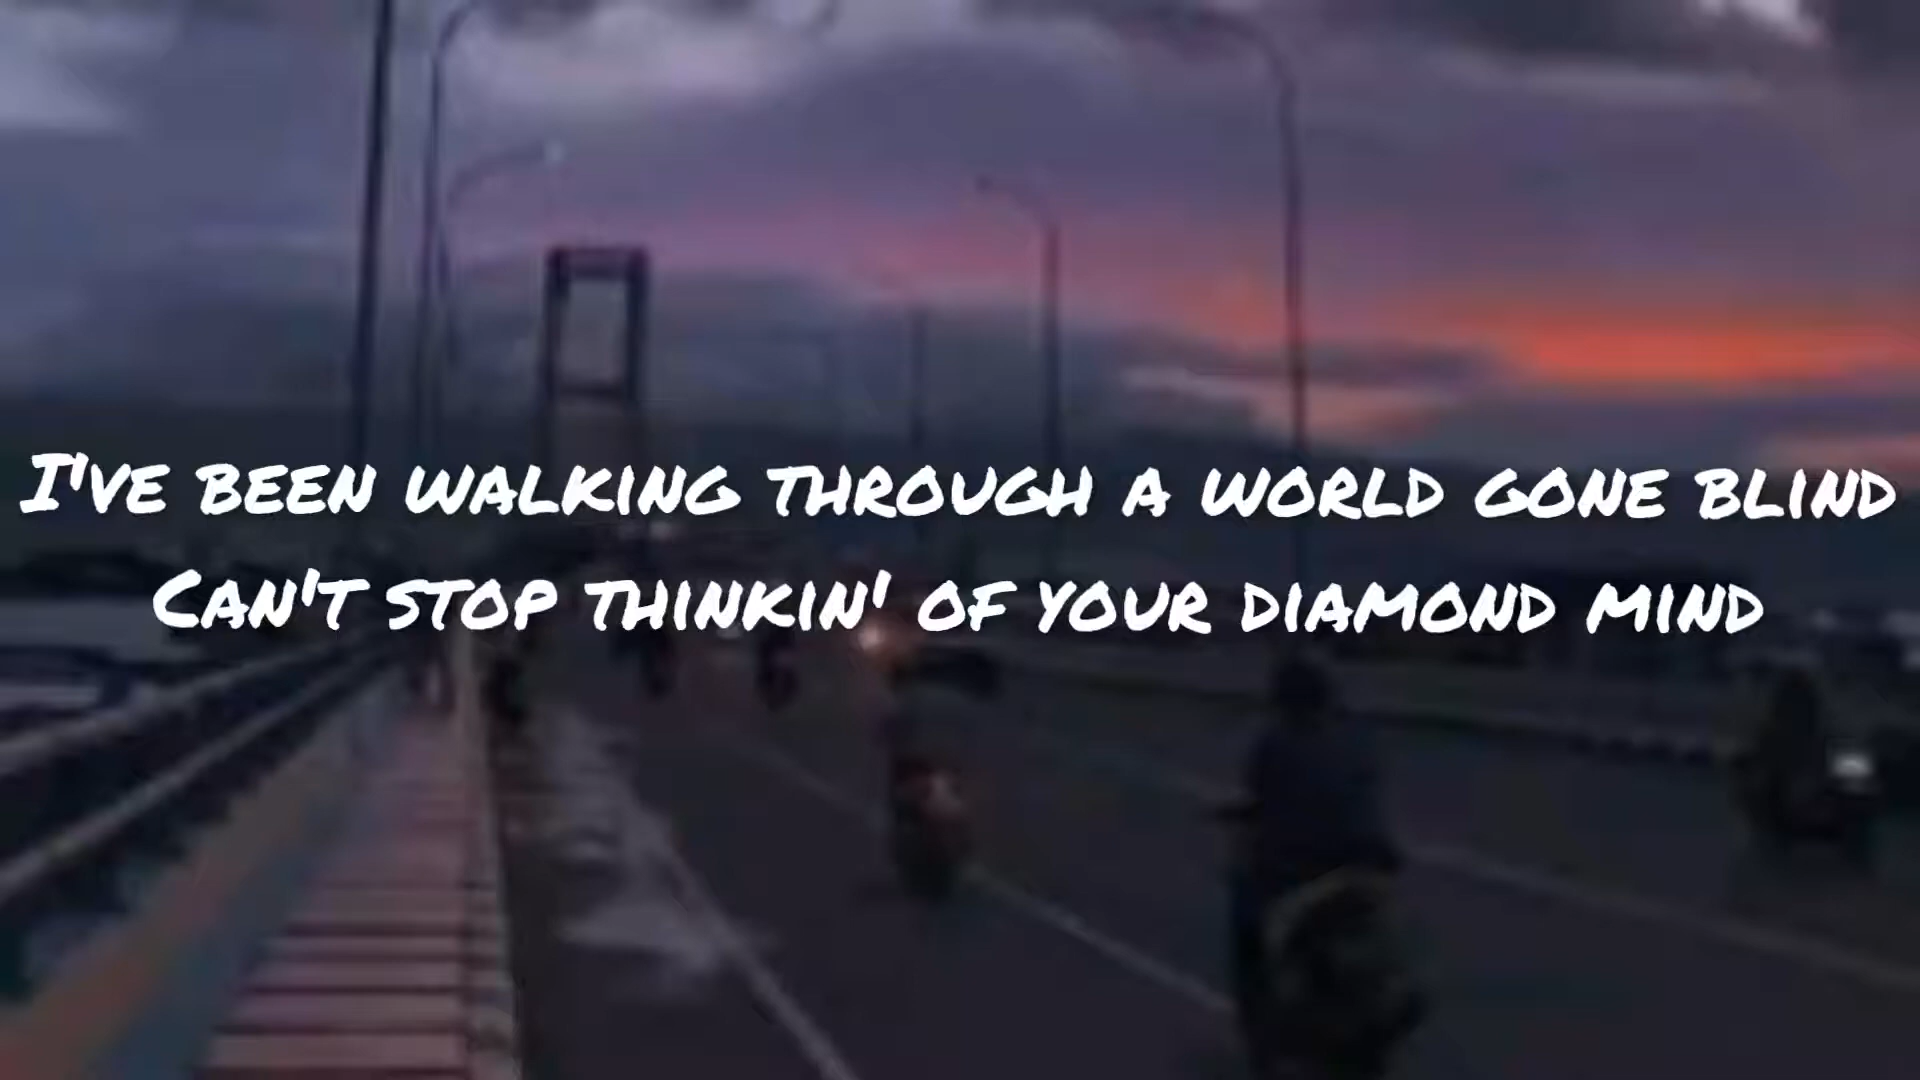 I've been walking through a world gone blind
Can't stop thinkin' of your diamond mind